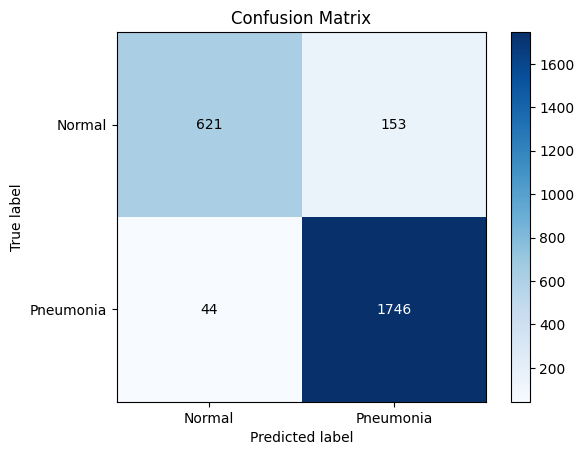 Confusion Matrix
True label
Normal
621
153
Pneumonia
44
1746
Normal
Pneumonia
Predicted label
1600
1400
1200
1000
800
600
400
200